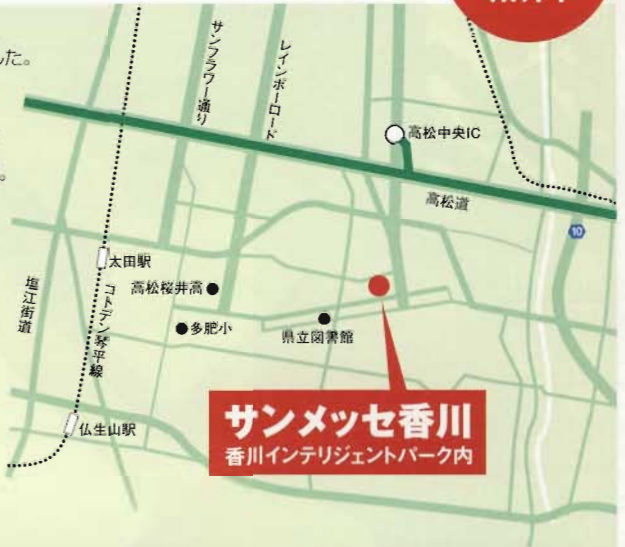 した。
。
サンフラワー通り
レインボーロード
高松中央IC
高松道
10
太田駅
高松桜井高
多肥小
県立図書館
塩江街道
コトデン琴平線
仏生山駅
サンメッセ香川
香川インテリジェントパーク内